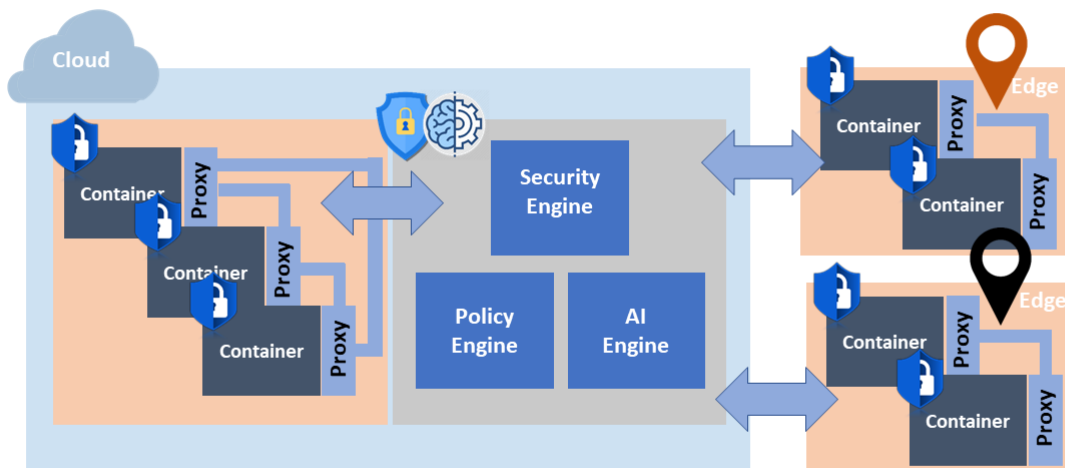 Cloud
Container
Proxy
Container
Proxy
Container
Proxy
Security
Engine
Policy
Engine
AI
Engine
Edge
Container
Proxy
Container
Proxy
Edge
Container
Proxy
Container
Proxy